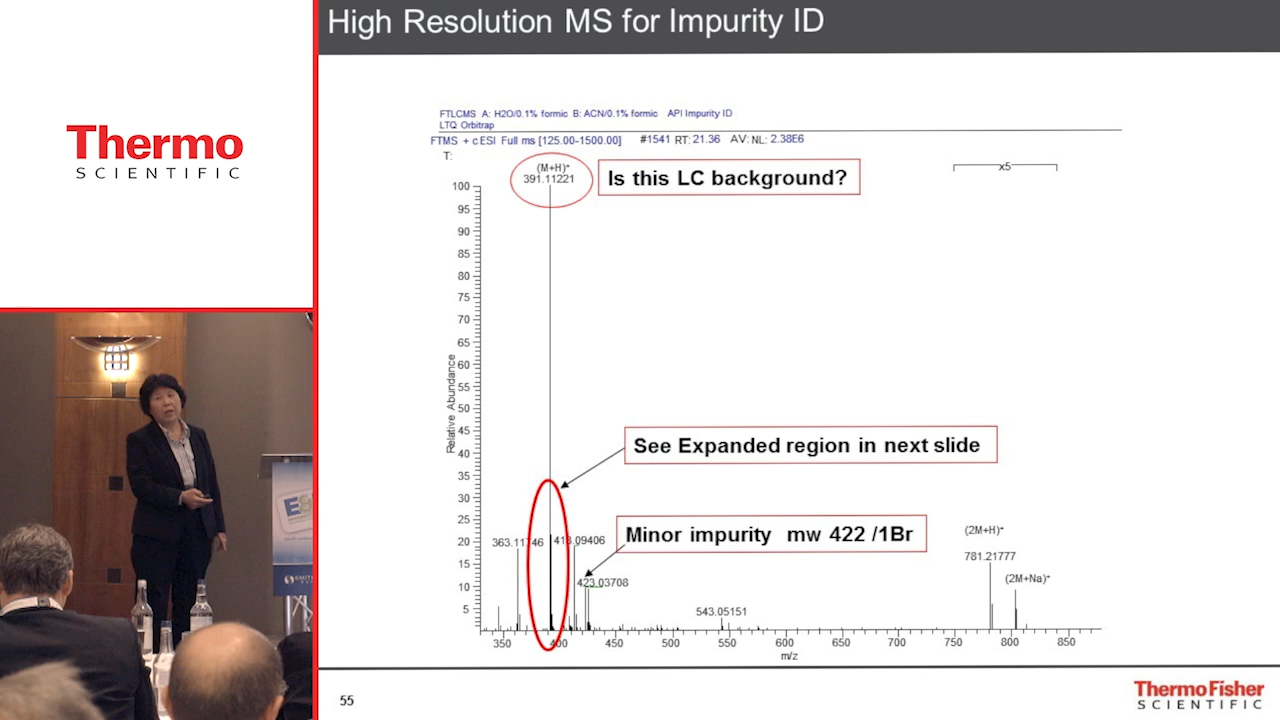 High Resolution MS for Impurity ID
Thermo
SCIENTIFIC
FTLCMS A: H2O/0.1% formic B: ACN/0.1% formic API Impurity ID
LTQ Orbitrap
FTMS + c ESI Full ms [125.00-1500.00] #1541 RT: 21.36 AV: NL: 2.38E6
T:
(M+H)+
391.11221
Is this LC background?
x5
100
95
90
85
80
75
70
65
60
55
50
45
40
35
30
25
20
15
10
5
Relative Abundance
See Expanded region in next slide
Minor impurity mw 422 /1Br
363.11746
413.09406
423.03708
543.05151
(2M+H)+
781.21777
(2M+Na)+
350 400 450 500 550 600 650 700 750 800 850
m/z
55
ThermoFisher
SCIENTIFIC